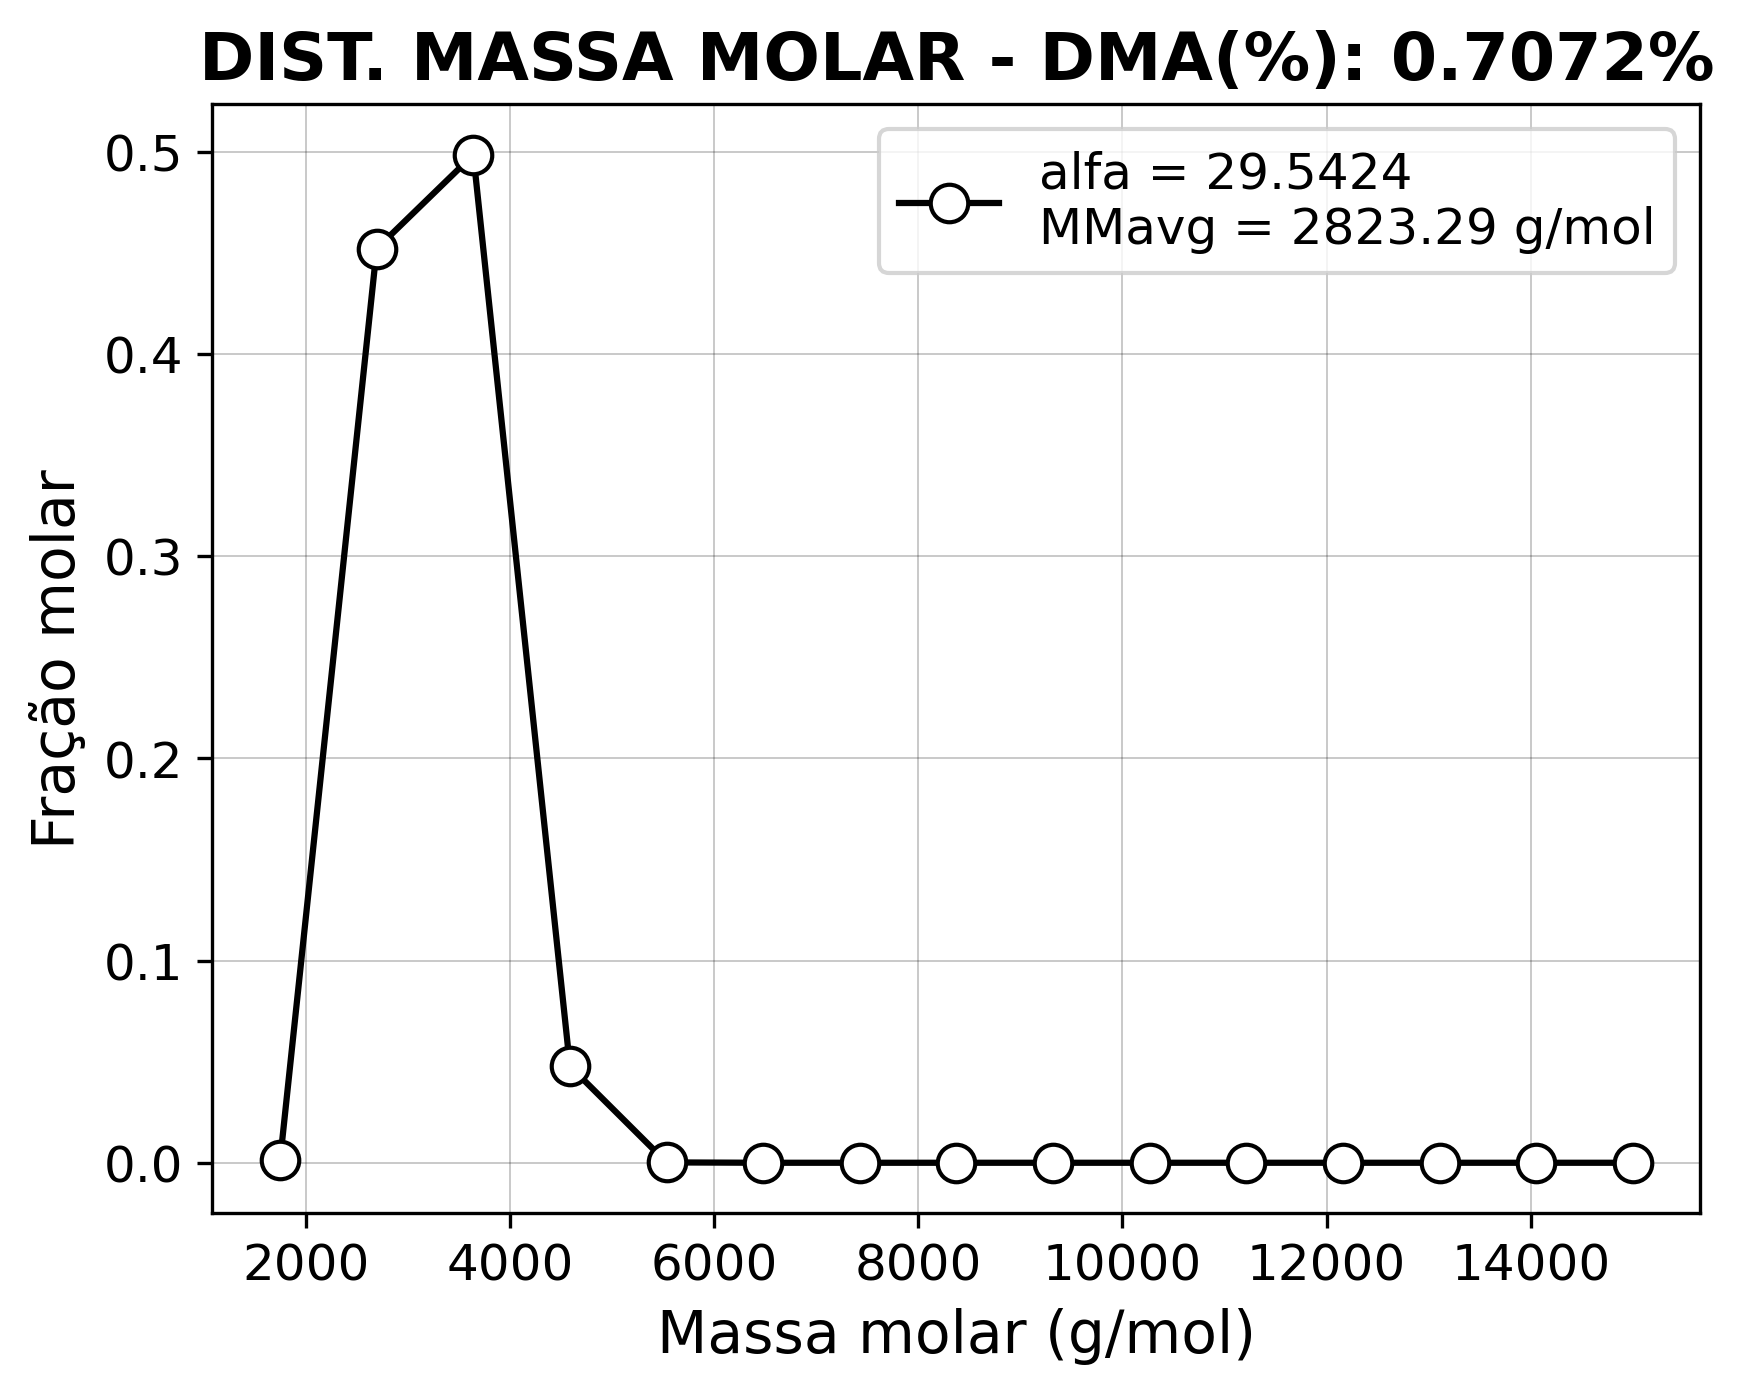 DIST. MASSA MOLAR - DMA(%): 0.7072%
alfa = 29.5424
MMavg = 2823.29 g/mol
Fração molar
0.5
0.4
0.3
0.2
0.1
0.0
2000 4000 6000 8000 10000 12000 14000
Massa molar (g/mol)